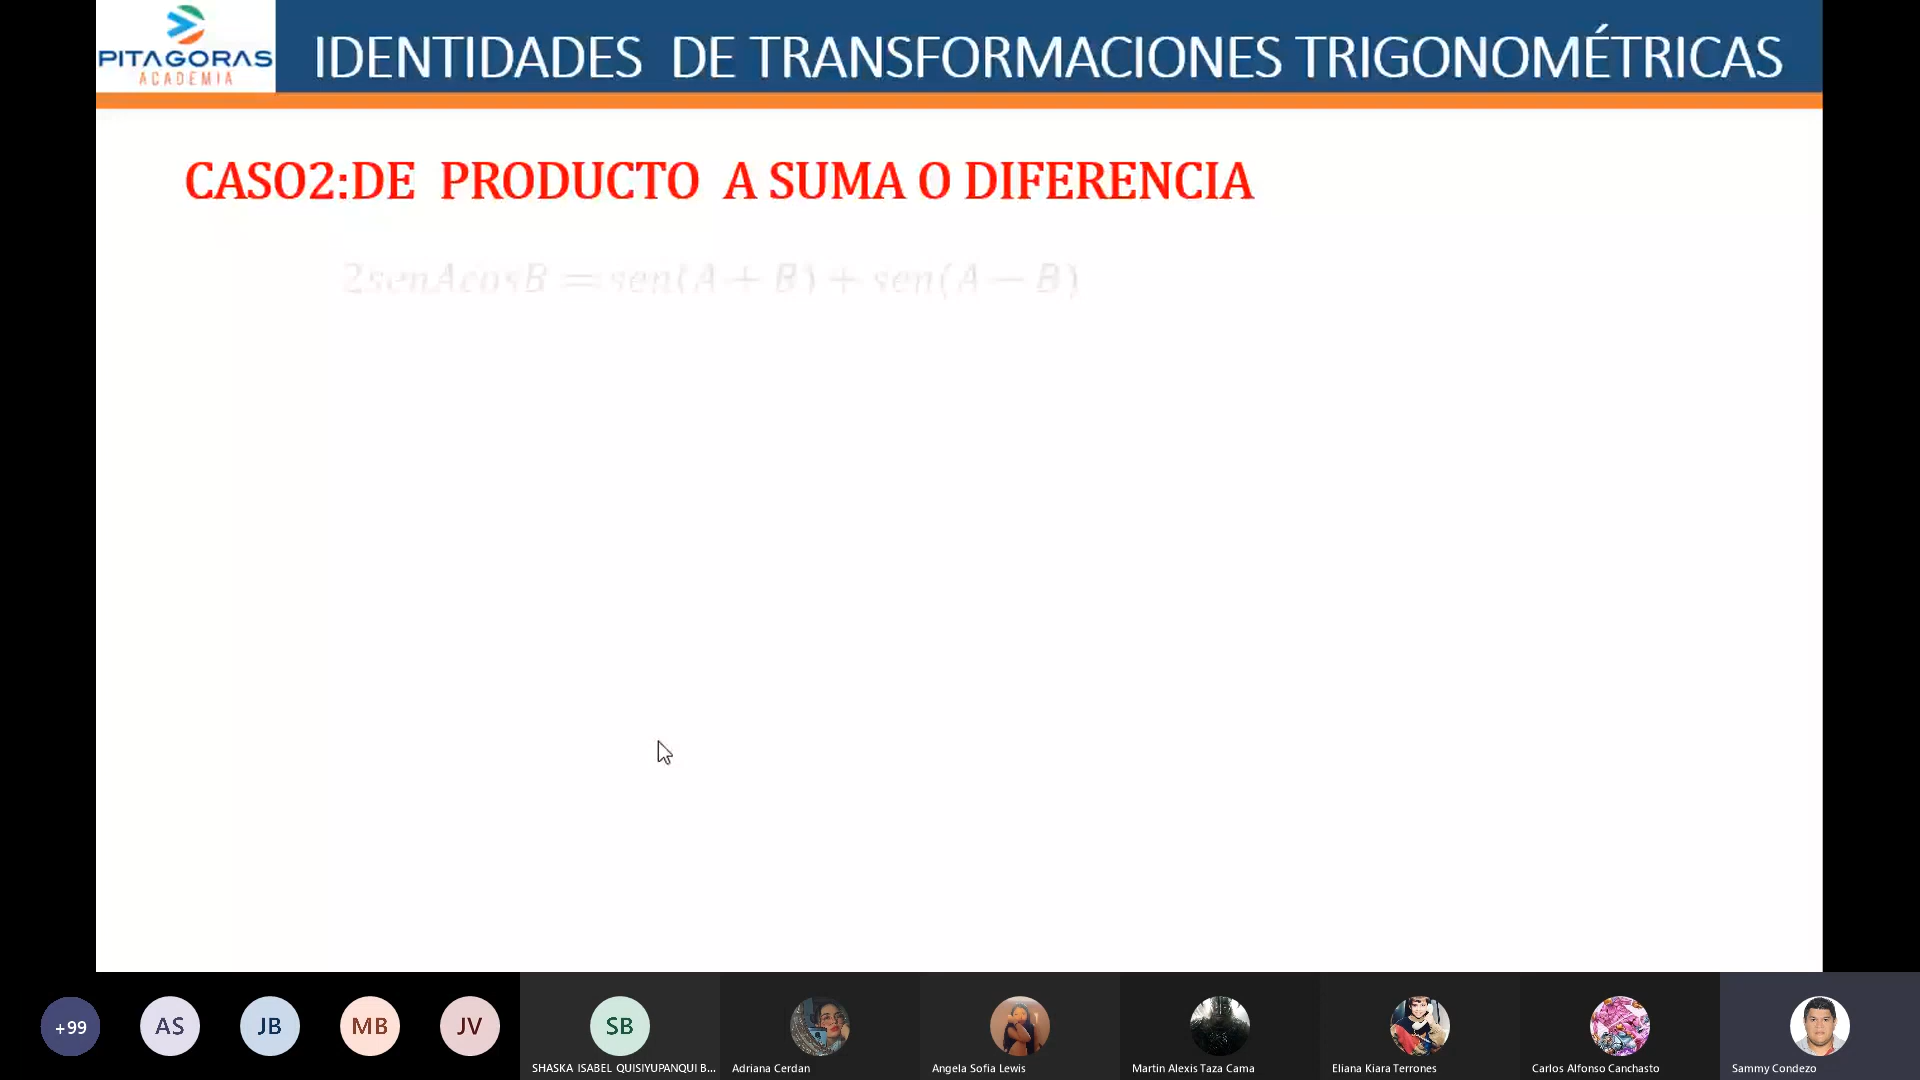 PITAGORAS
ACADEMIA
IDENTIDADES DE TRANSFORMACIONES TRIGONOMÉTRICAS
CASO2:DE PRODUCTO A SUMA O DIFERENCIA
2senAcosB = sen(A + B) + sen(A − B)
+99
AS
JB
MB
JV
SB
SHASKA ISABEL QUISIYUPANQUI B...
Adriana Cerdan
Angela Sofia Lewis
Martin Alexis Taza Cama
Eliana Kiara Terrones
Carlos Alfonso Canchasto
Sammy Condezo